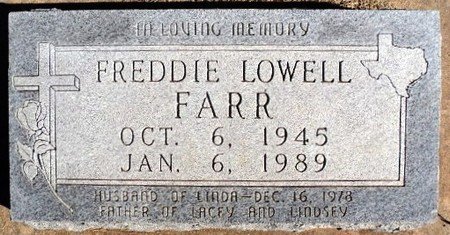 IN LOVING MEMORY
FREDDIE LOWELL
FARR
OCT. 6, 1945
JAN. 6, 1989
HUSBAND OF LINDA-DEC. 16, 1978
FATHER OF LACEY AND LINDSEY